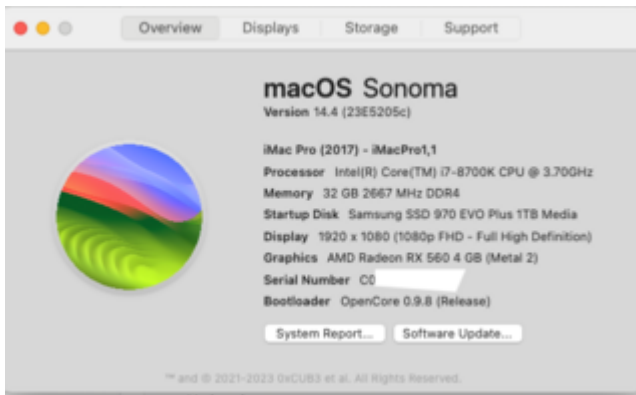 Overview Displays Storage Support
macOS Sonoma
Version 14.4 (23E5205c)
iMac Pro (2017) - iMacPro1,1
Processor Intel(R) Core(TM) i7-8700K CPU @ 3.70GHz
Memory 32 GB 2667 MHz DDR4
Startup Disk Samsung SSD 970 EVO Plus 1TB Media
Display 1920 x 1080 (1080p FHD - Full High Definition)
Graphics AMD Radeon RX 560 4 GB (Metal 2)
Serial Number C0
Bootloader OpenCore 0.9.8 (Release)
System Report... Software Update...
™ and © 2021-2023 0xCUB3 et al. All Rights Reserved.